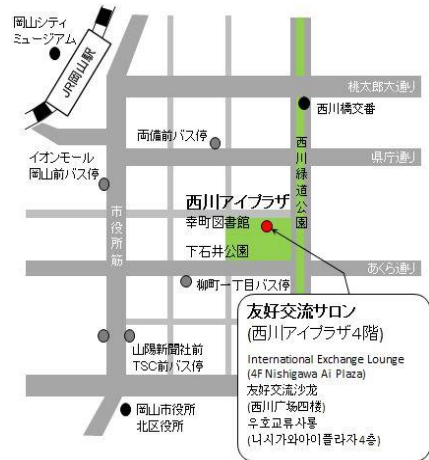 岡山シティ
ミュージアム
JR岡山駅
桃太郎大通り
西川橋交番
両備前バス停
西川緑道公園
県庁通り
イオンモール
岡山前バス停
西川アイプラザ
幸町図書館
市役所筋
下石井公園
あくら通り
柳町一丁目バス停
友好交流サロン
(西川アイプラザ4階)
International Exchange Lounge
(4F Nishigawa Ai Plaza)
友好交流沙龙
(西川广场四楼)
우호교류사롱
(니시가와아이플라자 4층)
山陽新聞社前
TSC前バス停
岡山市役所
北区役所